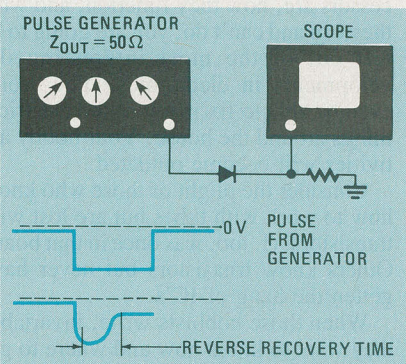 PULSE GENERATOR
Z_OUT = 50Ω
SCOPE
0 V
PULSE
FROM
GENERATOR
REVERSE RECOVERY TIME